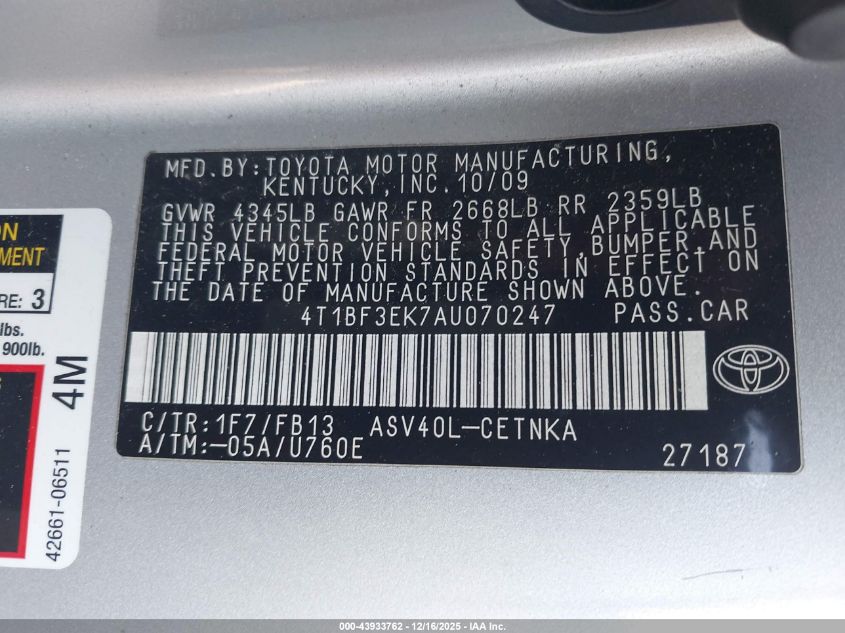 MFD.BY:TOYOTA MOTOR MANUFACTURING,
KENTUCKY,INC.10/09
GVWR 4345LB GAWR FR 2668LB RR 2359LB
THIS VEHICLE CONFORMS TO ALL APPLICABLE
FEDERAL MOTOR VEHICLE SAFETY,BUMPER,AND
THEFT PREVENTION STANDARDS IN EFFECT ON
THE DATE OF MANUFACTURE SHOWN ABOVE.
4T1BF3EK7AU070247 PASS.CAR
C/TR:1F7/FB13 ASV40L-CETNKA
A/TM:-05A/U760E
27187
ON
MENT
RE: 3
lbs.
900lb.
4M
42661-06511
000-43933762 - 12/16/2025 - IAA Inc.